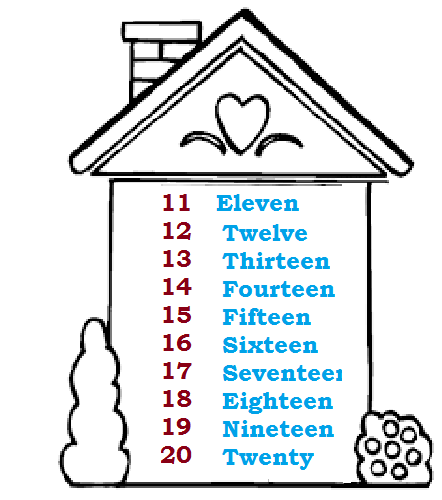 11 Eleven
12 Twelve
13 Thirteen
14 Fourteen
15 Fifteen
16 Sixteen
17 Seventeen
18 Eighteen
19 Nineteen
20 Twenty